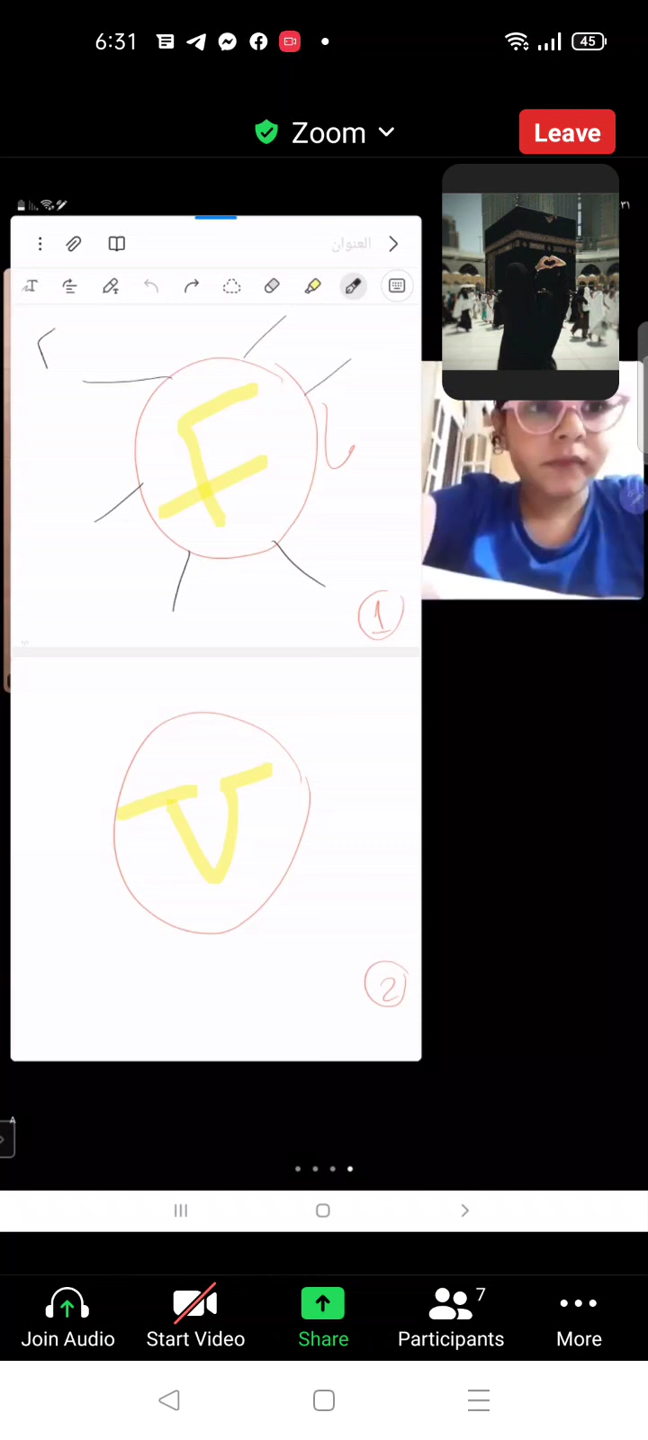 6:31
45
Zoom
Leave
العنوان
T
T
F
1
V
2
A
7
Join Audio
Start Video
Share
Participants
More